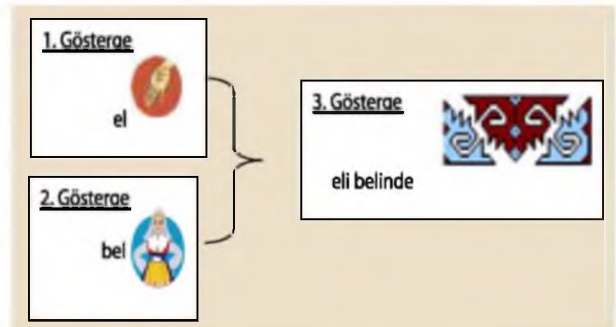 1. Gösterge
el
2. Gösterge
bel
3. Gösterge
eli belinde